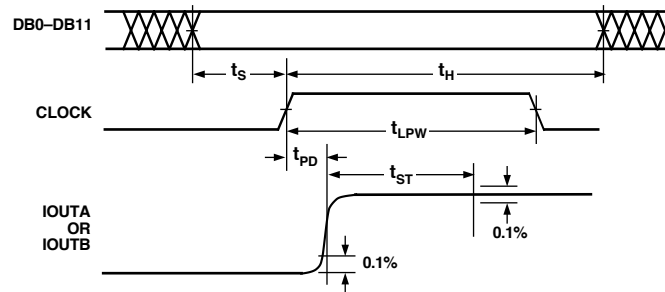 DB0–DB11
tS
tH
CLOCK
tLPW
tPD
tST
IOUTA
OR
IOUTB
0.1%
0.1%